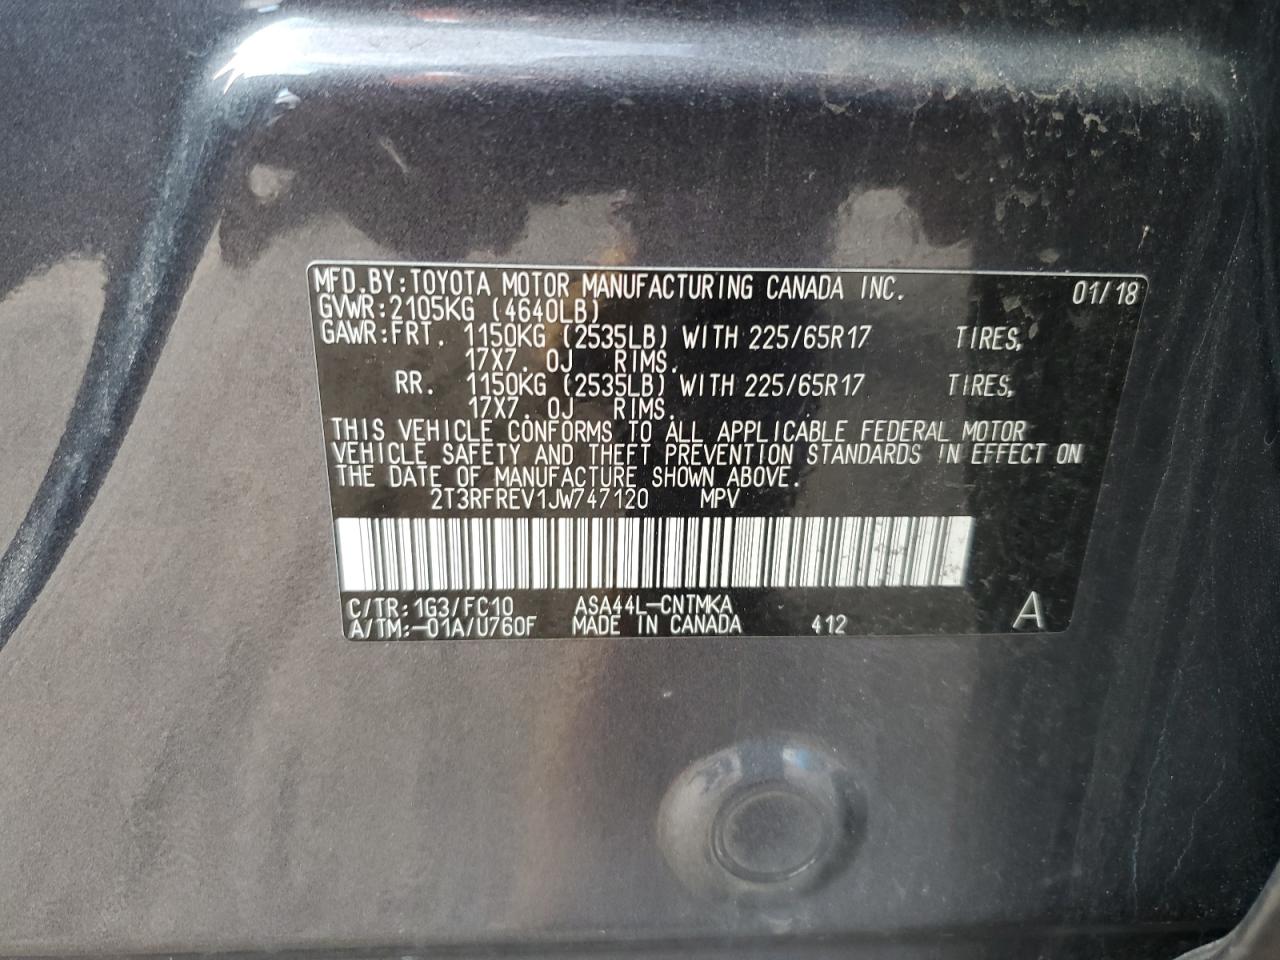 MFD.BY:TOYOTA MOTOR MANUFACTURING CANADA INC. 01/18
GVWR:2105KG (4640LB)
GAWR:FRT. 1150KG (2535LB) WITH 225/65R17 TIRES,
17X7.0J RIMS.
RR. 1150KG (2535LB) WITH 225/65R17 TIRES,
17X7.0J RIMS.
THIS VEHICLE CONFORMS TO ALL APPLICABLE FEDERAL MOTOR
VEHICLE SAFETY AND THEFT PREVENTION STANDARDS IN EFFECT ON
THE DATE OF MANUFACTURE SHOWN ABOVE.
2T3RFREV1JW747120 MPV
C/TR:1G3/FC10 ASA44L-CNTMKA
A/TM:-01A/U760F MADE IN CANADA 412 A